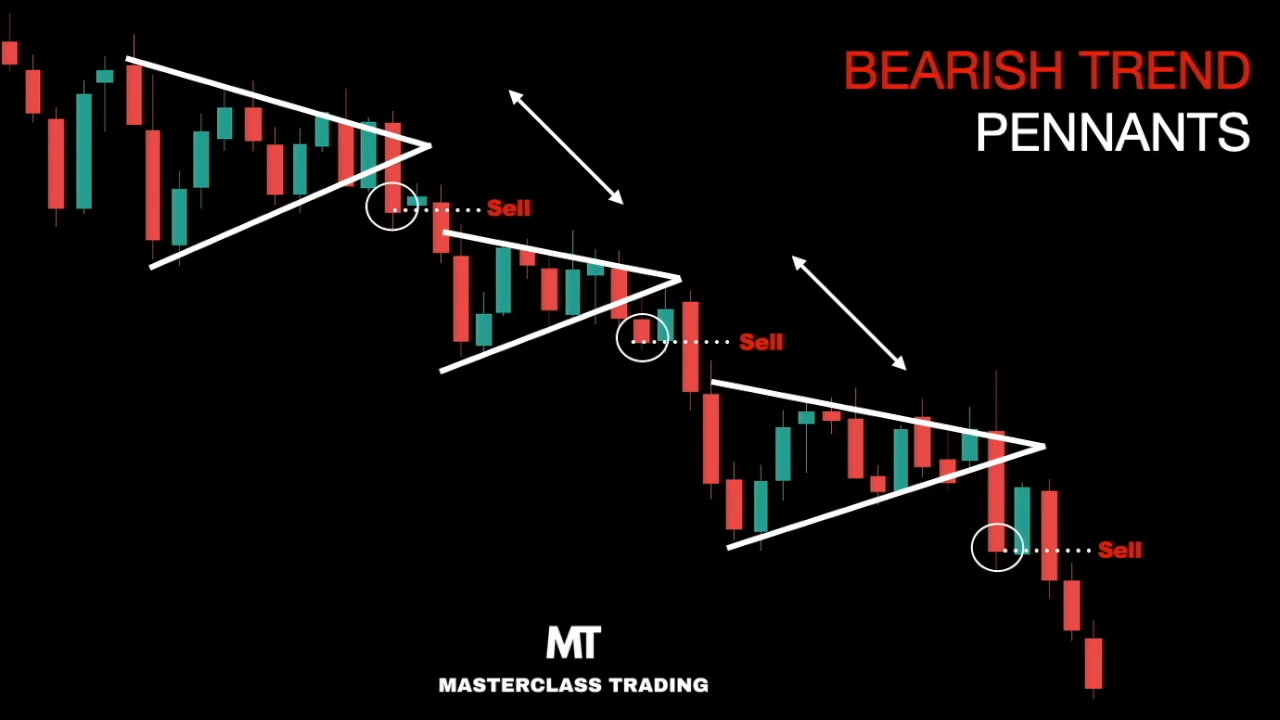 BEARISH TREND
PENNANTS
Sell
Sell
Sell
MT
MASTERCLASS TRADING